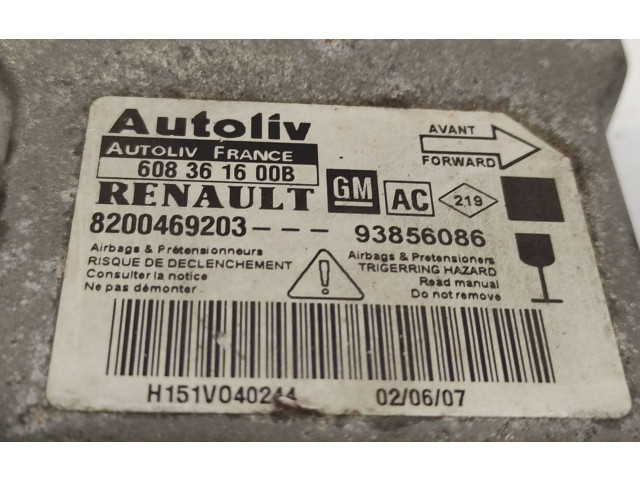 Autoliv
AUTOLIV FRANCE
608 36 16 00B
AVANT
FORWARD
RENAULT GM AC 219
8200469203--- 93856086
Airbags & Prétensionneurs
RISQUE DE DECLENCHEMENT
Consulter la notice
Ne pas démonter
Airbags & Pretensioners
TRIGERRING HAZARD
Read manual
Do not remove
H151V040244 02/06/07